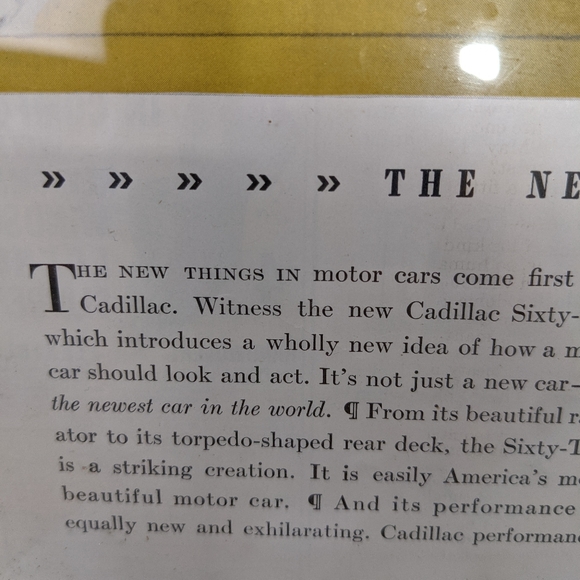 » » » » » THE NE
THE NEW THINGS IN motor cars come first
Cadillac. Witness the new Cadillac Sixty-
which introduces a wholly new idea of how a m
car should look and act. It's not just a new car—
the newest car in the world. ¶ From its beautiful r
ator to its torpedo-shaped rear deck, the Sixty-T
is a striking creation. It is easily America's m
beautiful motor car. ¶ And its performance
equally new and exhilarating. Cadillac performan